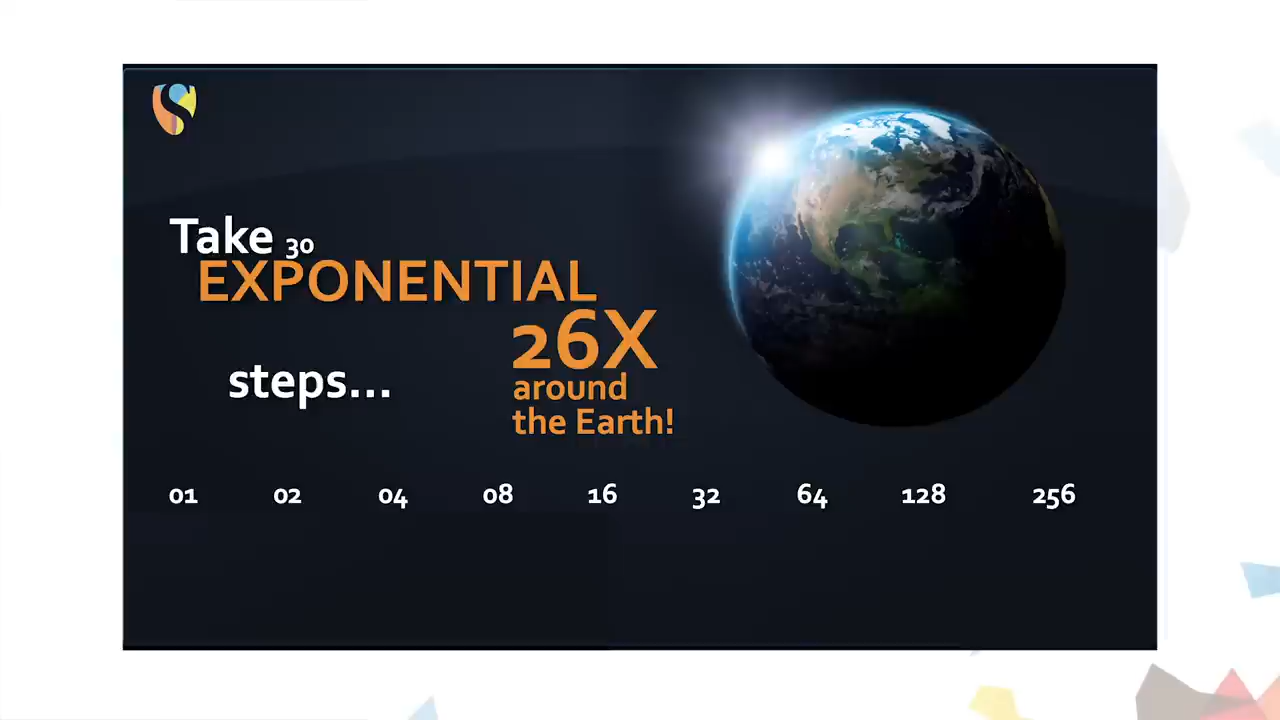 Take 30
EXPONENTIAL
26X
steps...
around
the Earth!
01 02 04 08 16 32 64 128 256